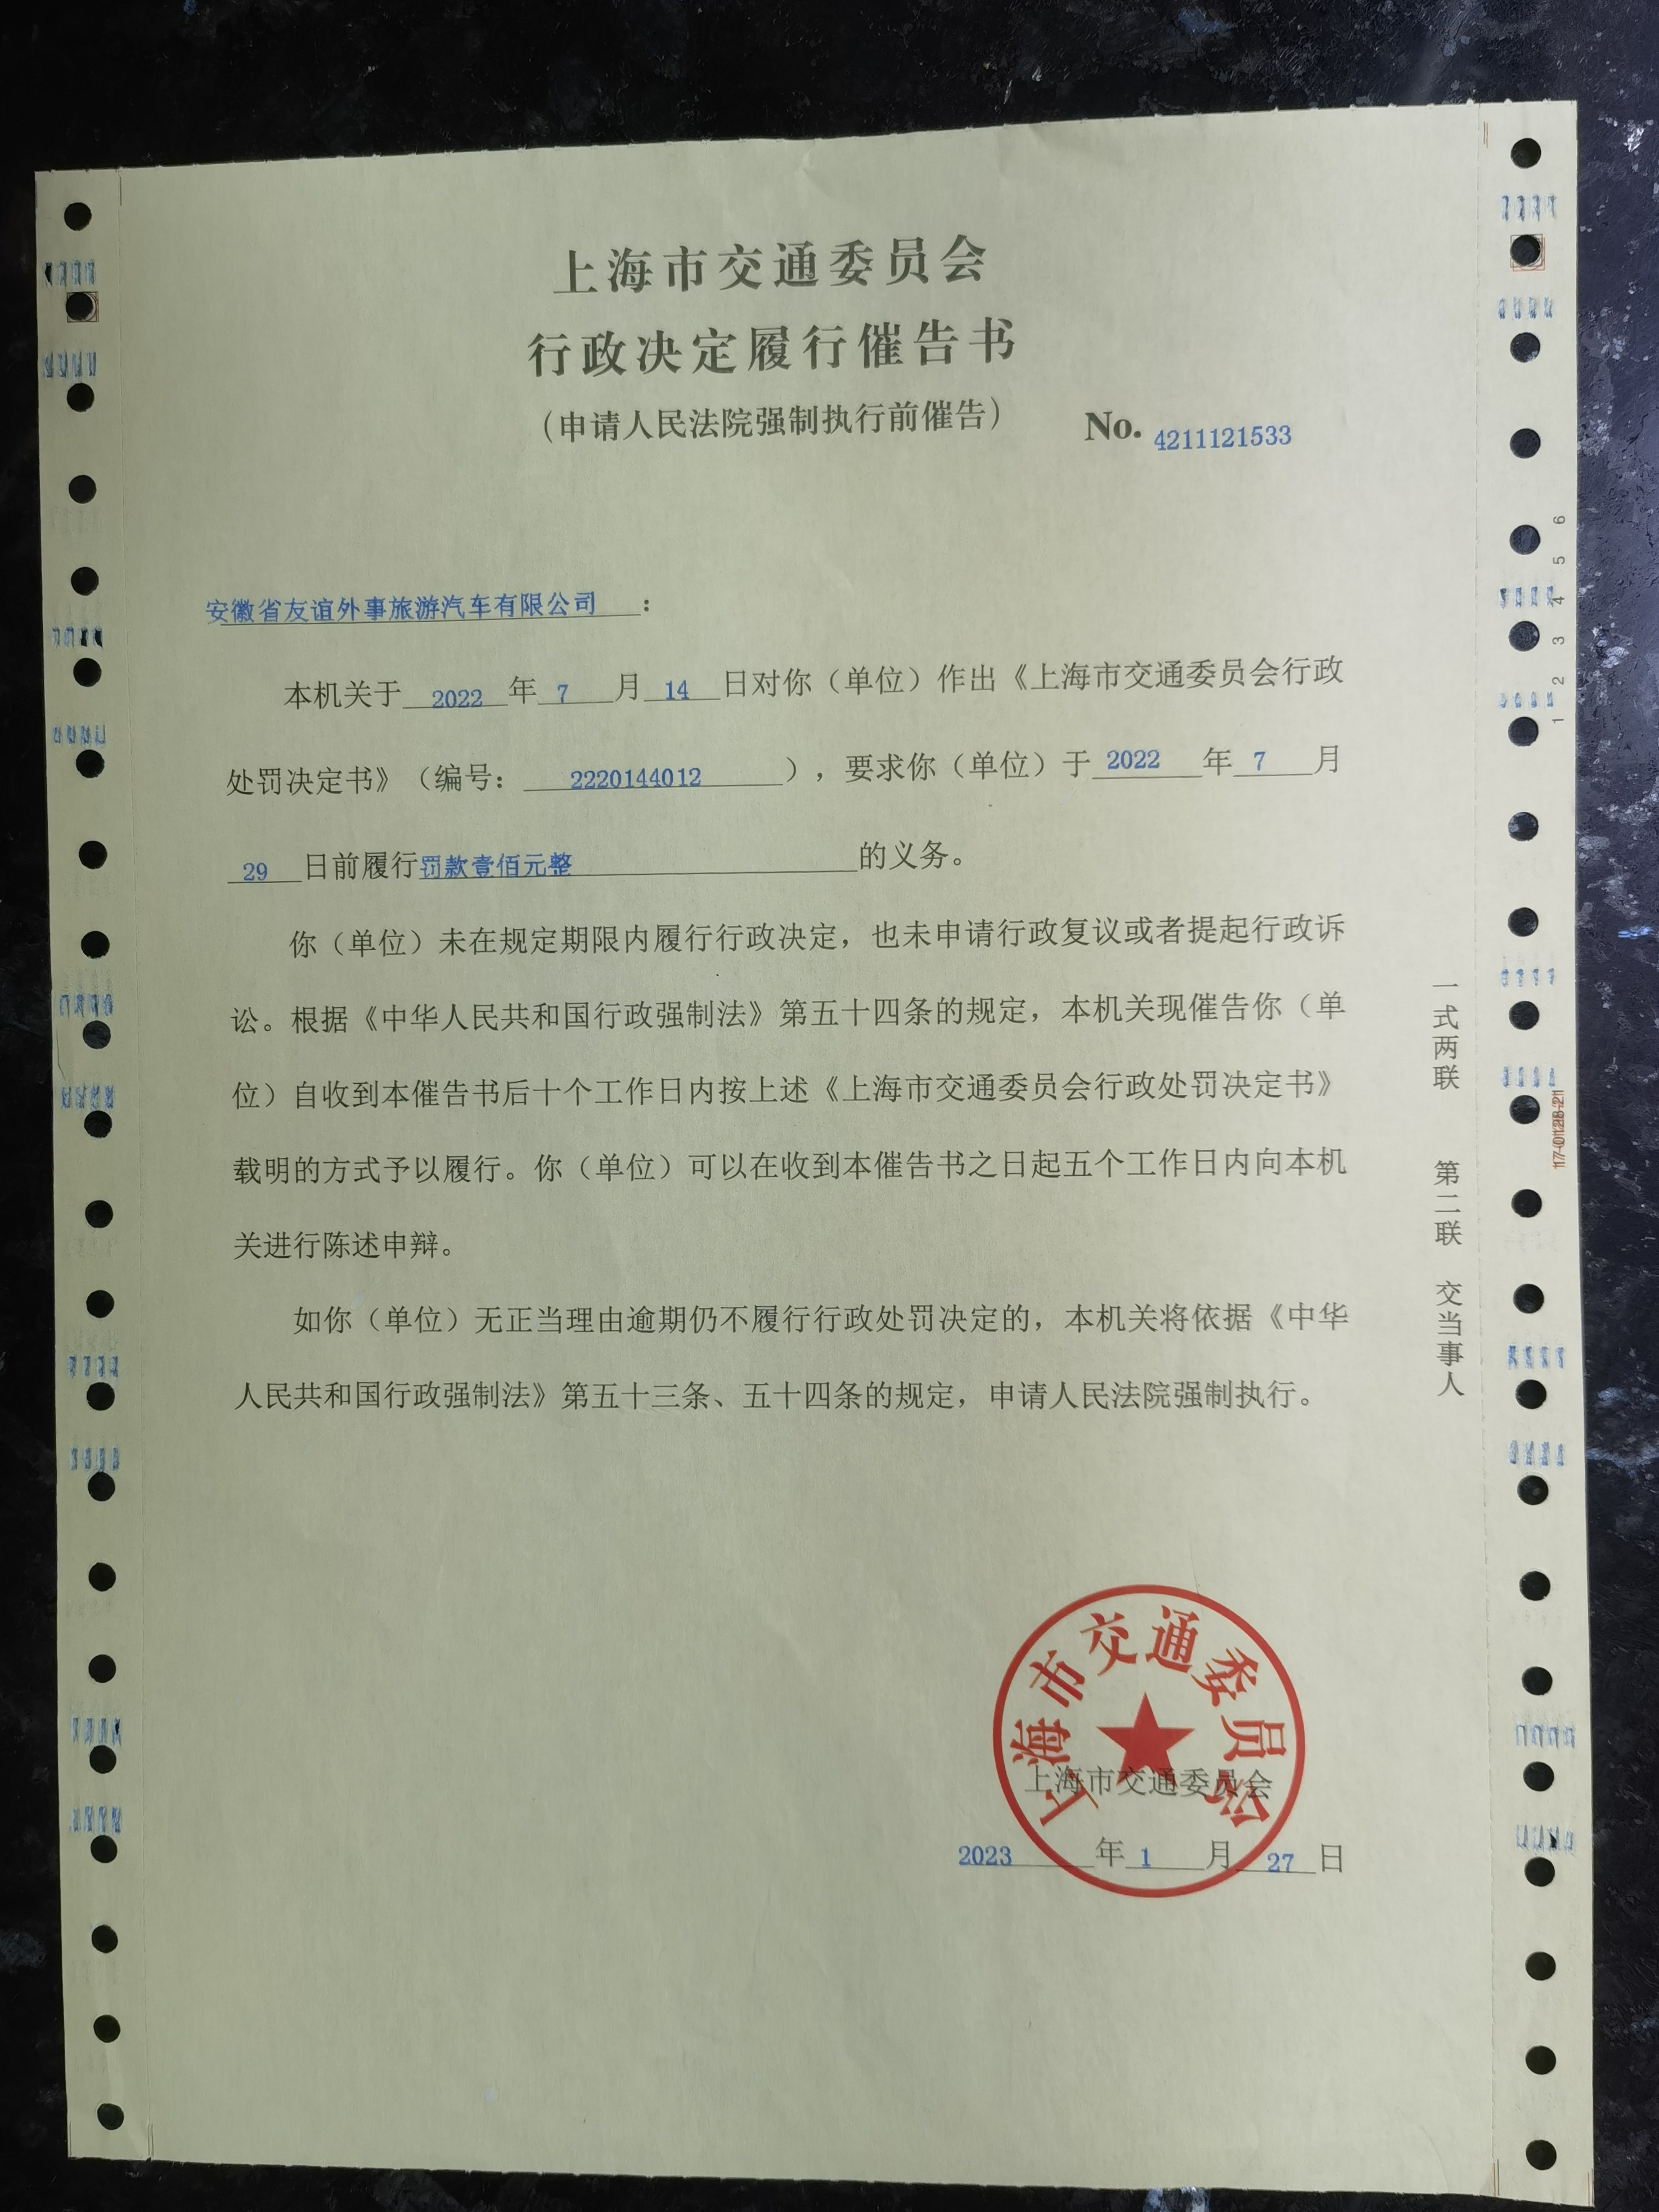 上海市交通委员会
行政决定履行催告书
（申请人民法院强制执行前催告）
No. 4211121533
安徽省友谊外事旅游汽车有限公司：
本机关于 2022 年 7 月 14 日对你（单位）作出《上海市交通委员会行政
处罚决定书》（编号： 2220144012 ），要求你（单位）于 2022 年 7 月
29 日前履行罚款壹佰元整 的义务。
你（单位）未在规定期限内履行行政决定，也未申请行政复议或者提起行政诉
讼。根据《中华人民共和国行政强制法》第五十四条的规定，本机关现催告你（单
位）自收到本催告书后十个工作日内按上述《上海市交通委员会行政处罚决定书》
载明的方式予以履行。你（单位）可以在收到本催告书之日起五个工作日内向本机
关进行陈述申辩。
如你（单位）无正当理由逾期仍不履行行政处罚决定的，本机关将依据《中华
人民共和国行政强制法》第五十三条、五十四条的规定，申请人民法院强制执行。
上海市交通委员会
上海市交通委员会
2023 年 1 月 27 日
一式两联 第二联 交当事人
1 2 3 4 5 6